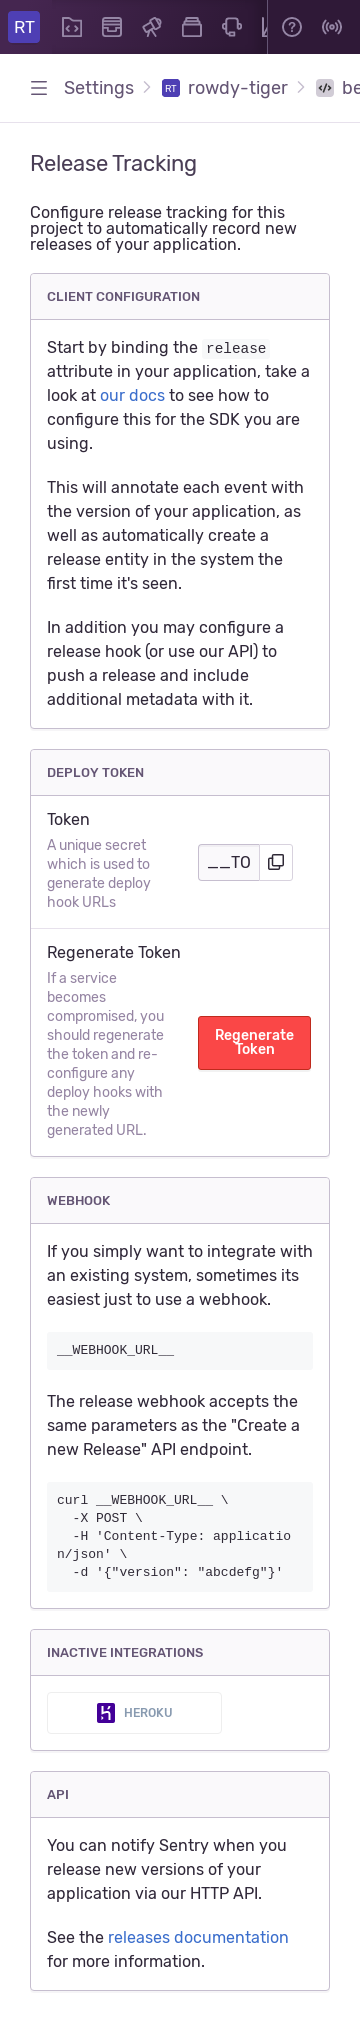 RT
Settings
RT rowdy-tiger
be
Release Tracking
Configure release tracking for this
project to automatically record new
releases of your application.
CLIENT CONFIGURATION
Start by binding the release
attribute in your application, take a
look at our docs to see how to
configure this for the SDK you are
using.
This will annotate each event with
the version of your application, as
well as automatically create a
release entity in the system the
first time it's seen.
In addition you may configure a
release hook (or use our API) to
push a release and include
additional metadata with it.
DEPLOY TOKEN
Token
A unique secret
which is used to
generate deploy
hook URLs
__TO
Regenerate Token
If a service
becomes
compromised, you
should regenerate
the token and re-
configure any
deploy hooks with
the newly
generated URL.
Regenerate
Token
WEBHOOK
If you simply want to integrate with
an existing system, sometimes its
easiest just to use a webhook.
__WEBHOOK_URL__
The release webhook accepts the
same parameters as the "Create a
new Release" API endpoint.
curl __WEBHOOK_URL__ \
-X POST \
-H 'Content-Type: applicatio
n/json' \
-d '{"version": "abcdefg"}'
INACTIVE INTEGRATIONS
HEROKU
API
You can notify Sentry when you
release new versions of your
application via our HTTP API.
See the releases documentation
for more information.